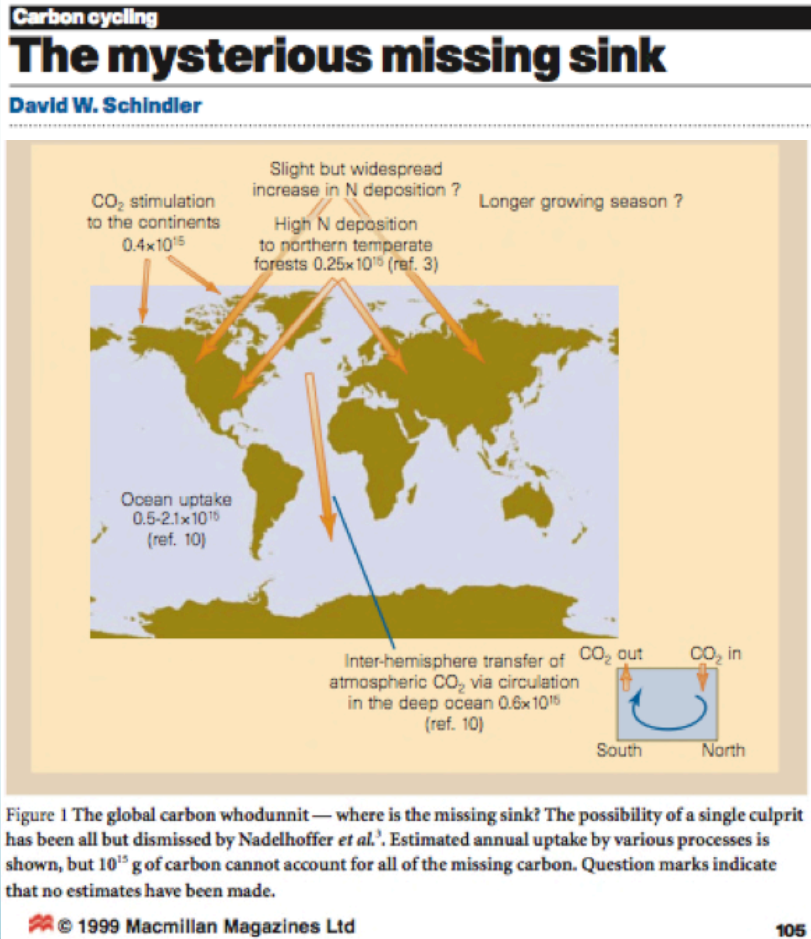 Carbon cycling
The mysterious missing sink
David W. Schindler
Slight but widespread
increase in N deposition ?
Longer growing season ?
CO₂ stimulation
to the continents
0.4×10¹⁵
High N deposition
to northern temperate
forests 0.25×10¹⁵ (ref. 3)
Ocean uptake
0.5-2.1×10¹⁵
(ref. 10)
Inter-hemisphere transfer of
atmospheric CO₂ via circulation
in the deep ocean 0.6×10¹⁵
(ref. 10)
CO₂ out
CO₂ in
South
North
Figure 1 The global carbon whodunnit — where is the missing sink? The possibility of a single culprit
has been all but dismissed by Nadelhoffer et al.³. Estimated annual uptake by various processes is
shown, but 10¹⁵ g of carbon cannot account for all of the missing carbon. Question marks indicate
that no estimates have been made.
© 1999 Macmillan Magazines Ltd
105